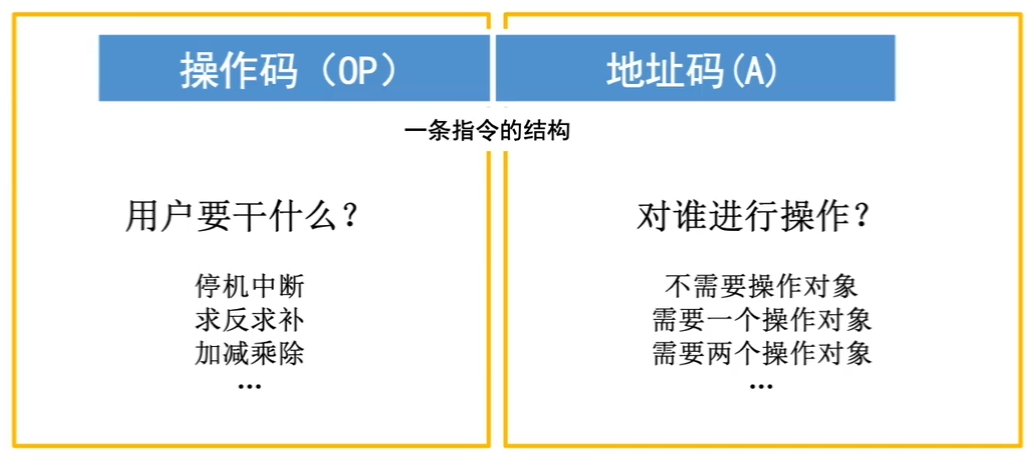 操作码（OP）
地址码(A)
一条指令的结构
用户要干什么？
停机中断
求反求补
加减乘除
…
对谁进行操作？
不需要操作对象
需要一个操作对象
需要两个操作对象
…